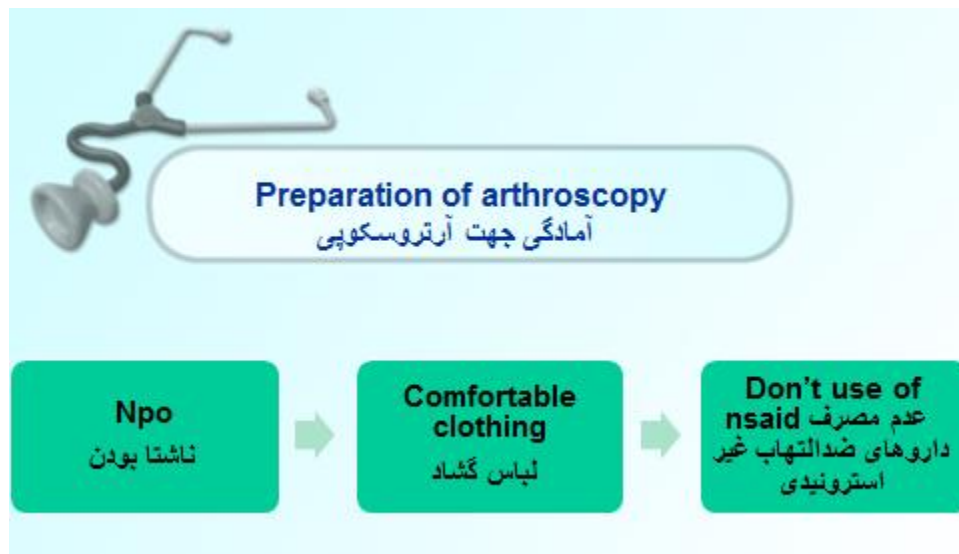 Preparation of arthroscopy
آمادگی جهت آرتروسکوپی
Npo
ناشتا بودن
Comfortable
clothing
لباس گشاد
Don't use of
nsaid عدم مصرف
داروهای ضدالتهاب غیر
استرونیدی